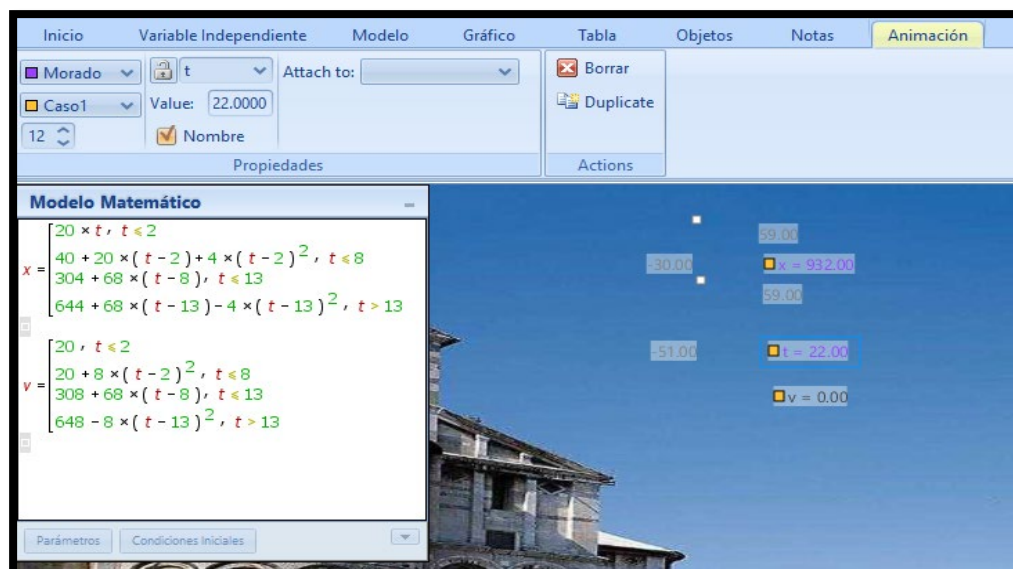 Inicio Variable Independiente Modelo Gráfico Tabla Objetos Notas Animación
Morado t Attach to: Borrar
Caso1 Value: 22.0000 Duplicate
12 Nombre
Propiedades Actions
Modelo Matemático
x =
20 × t, t ≤ 2
40 + 20 × ( t − 2 ) + 4 × ( t − 2 )², t ≤ 8
304 + 68 × ( t − 8 ), t ≤ 13
644 + 68 × ( t − 13 ) − 4 × ( t − 13 )², t > 13
v =
20, t ≤ 2
20 + 8 × ( t − 2 )², t ≤ 8
308 + 68 × ( t − 8 ), t ≤ 13
648 − 8 × ( t − 13 )², t > 13
Parámetros Condiciones Iniciales
59.00
-30.00 x = 932.00
59.00
-51.00 t = 22.00
v = 0.00